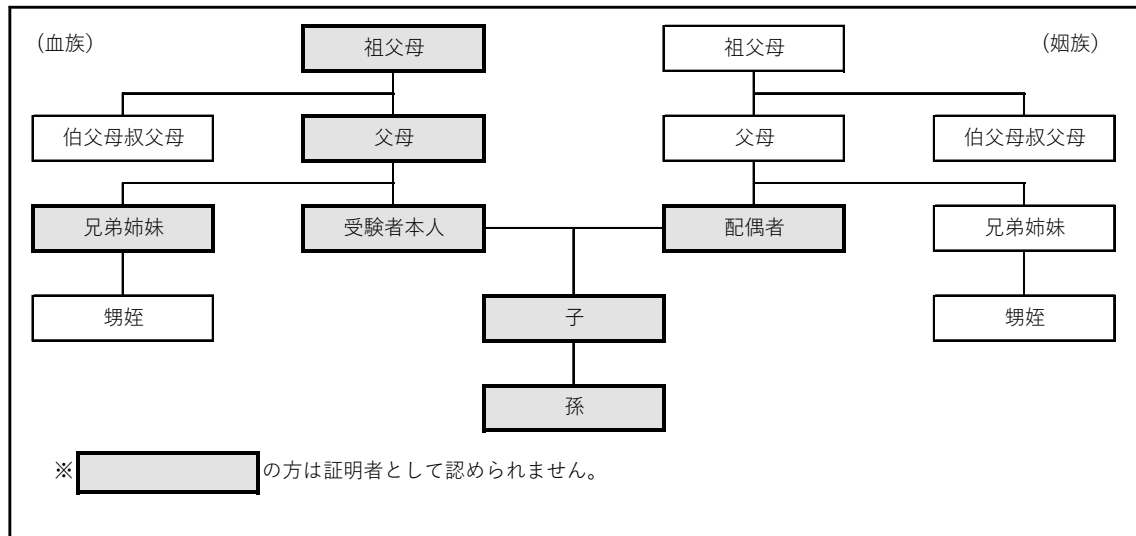 (血族)
祖父母
祖父母
(姻族)
伯父母叔父母
父母
父母
伯父母叔父母
兄弟姉妹
受験者本人
配偶者
兄弟姉妹
甥姪
子
甥姪
孫
※の方は証明者として認められません。